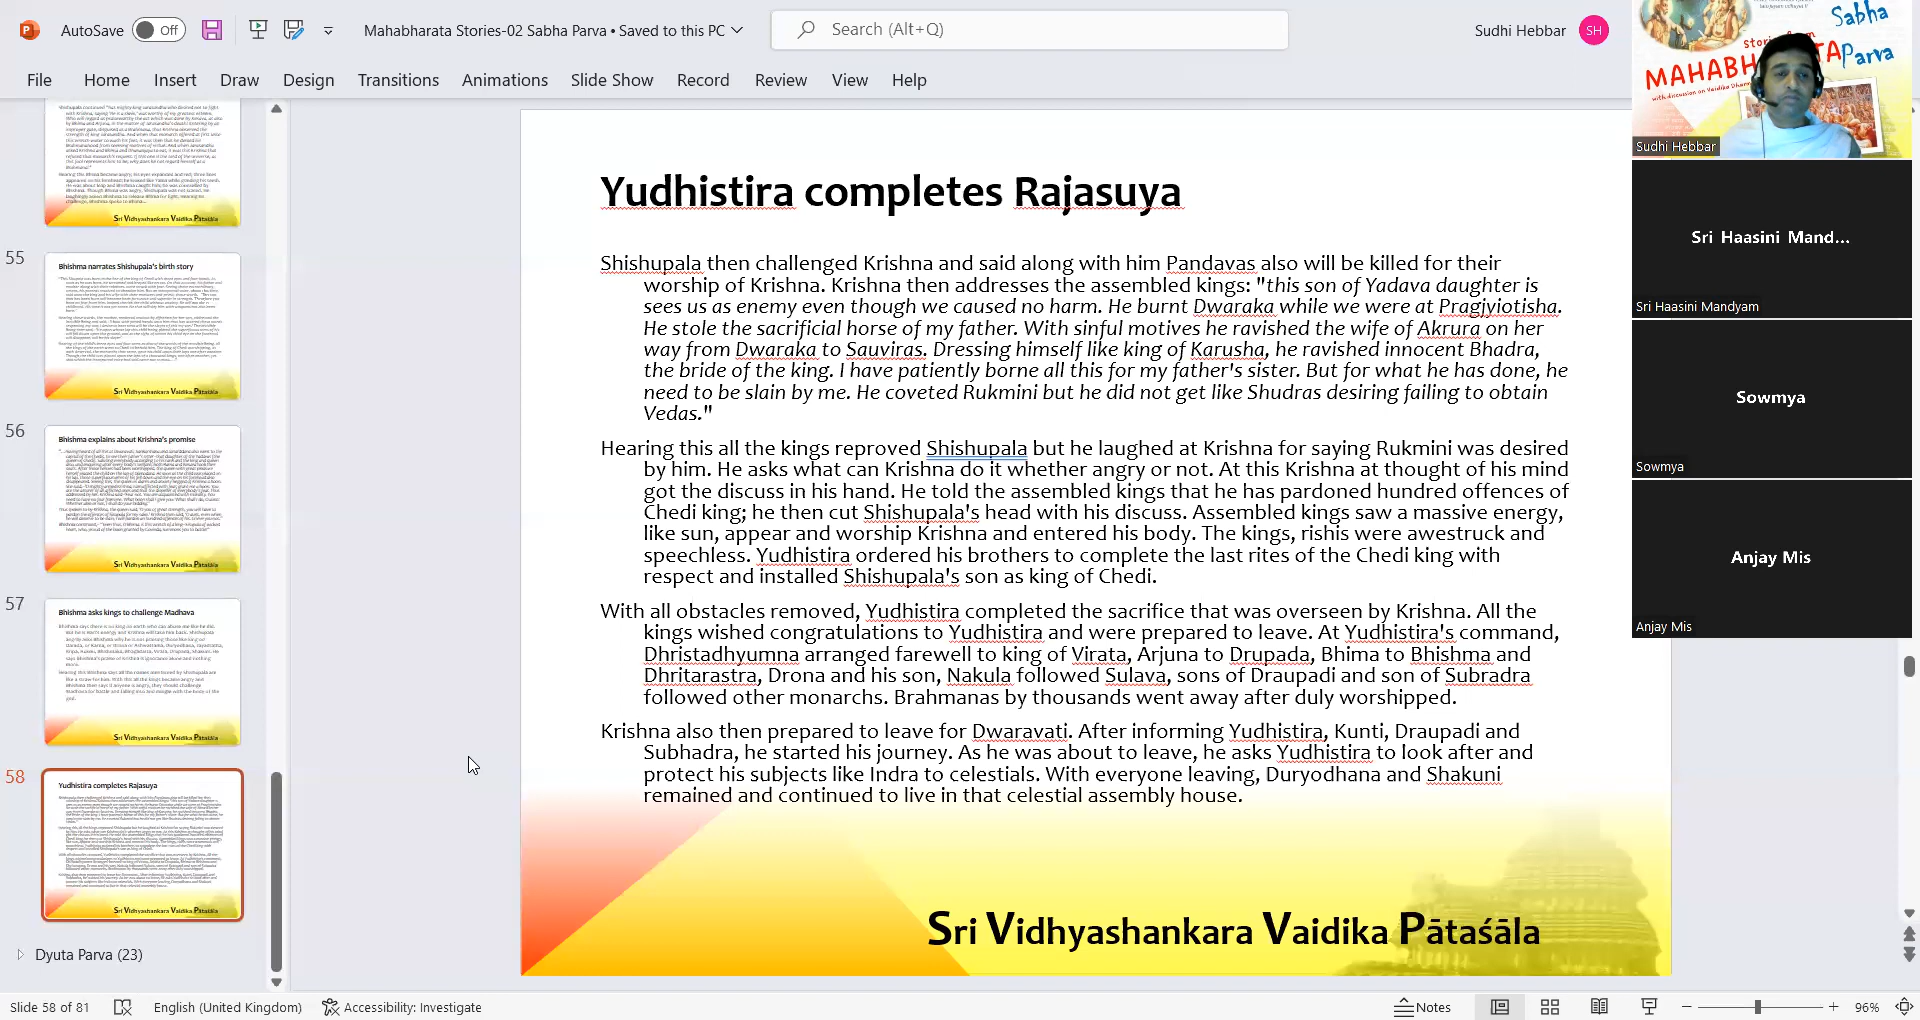 AutoSave Off
Mahabharata Stories-02 Sabha Parva • Saved to this PC
Search (Alt+Q)
Sudhi Hebbar SH
File Home Insert Draw Design Transitions Animations Slide Show Record Review View Help
Sri Vidhyashankara Vaidika Pātaśāla
55
Bhishma narrates Shishupala's birth story
Sri Vidhyashankara Vaidika Pātaśāla
56
Bhishma explains about Krishna's promise
Sri Vidhyashankara Vaidika Pātaśāla
57
Bhishma asks kings to challenge Madhava
Sri Vidhyashankara Vaidika Pātaśāla
58
Yudhistira completes Rajasuya
Sri Vidhyashankara Vaidika Pātaśāla
Dyuta Parva (23)
Yudhistira completes Rajasuya
Shishupala then challenged Krishna and said along with him Pandavas also will be killed for their
worship of Krishna. Krishna then addresses the assembled kings: "this son of Yadava daughter is
sees us as enemy even though we caused no harm. He burnt Dwaraka while we were at Pragjyiotisha.
He stole the sacrificial horse of my father. With sinful motives he ravished the wife of Akrura on her
way from Dwaraka to Sauviras. Dressing himself like king of Karusha, he ravished innocent Bhadra,
the bride of the king. I have patiently borne all this for my father's sister. But for what he has done, he
need to be slain by me. He coveted Rukmini but he did not get like Shudras desiring failing to obtain
Vedas."
Hearing this all the kings reproved Shishupala but he laughed at Krishna for saying Rukmini was desired
by him. He asks what can Krishna do it whether angry or not. At this Krishna at thought of his mind
got the discuss in his hand. He told the assembled kings that he has pardoned hundred offences of
Chedi king; he then cut Shishupala's head with his discuss. Assembled kings saw a massive energy,
like sun, appear and worship Krishna and entered his body. The kings, rishis were awestruck and
speechless. Yudhistira ordered his brothers to complete the last rites of the Chedi king with
respect and installed Shishupala's son as king of Chedi.
With all obstacles removed, Yudhistira completed the sacrifice that was overseen by Krishna. All the
kings wished congratulations to Yudhistira and were prepared to leave. At Yudhistira's command,
Dhristadhyumna arranged farewell to king of Virata, Arjuna to Drupada, Bhima to Bhishma and
Dhritarastra, Drona and his son, Nakula followed Sulava, sons of Draupadi and son of Subradra
followed other monarchs. Brahmanas by thousands went away after duly worshipped.
Krishna also then prepared to leave for Dwaravati. After informing Yudhistira, Kunti, Draupadi and
Subhadra, he started his journey. As he was about to leave, he asks Yudhistira to look after and
protect his subjects like Indra to celestials. With everyone leaving, Duryodhana and Shakuni
remained and continued to live in that celestial assembly house.
Sri Vidhyashankara Vaidika Pātaśāla
Sabha
Parva
Sudhi Hebbar
Sri Haasini Mand...
Sri Haasini Mandyam
Sowmya
Sowmya
Anjay Mis
Anjay Mis
Slide 58 of 81 English (United Kingdom) Accessibility: Investigate Notes 96%